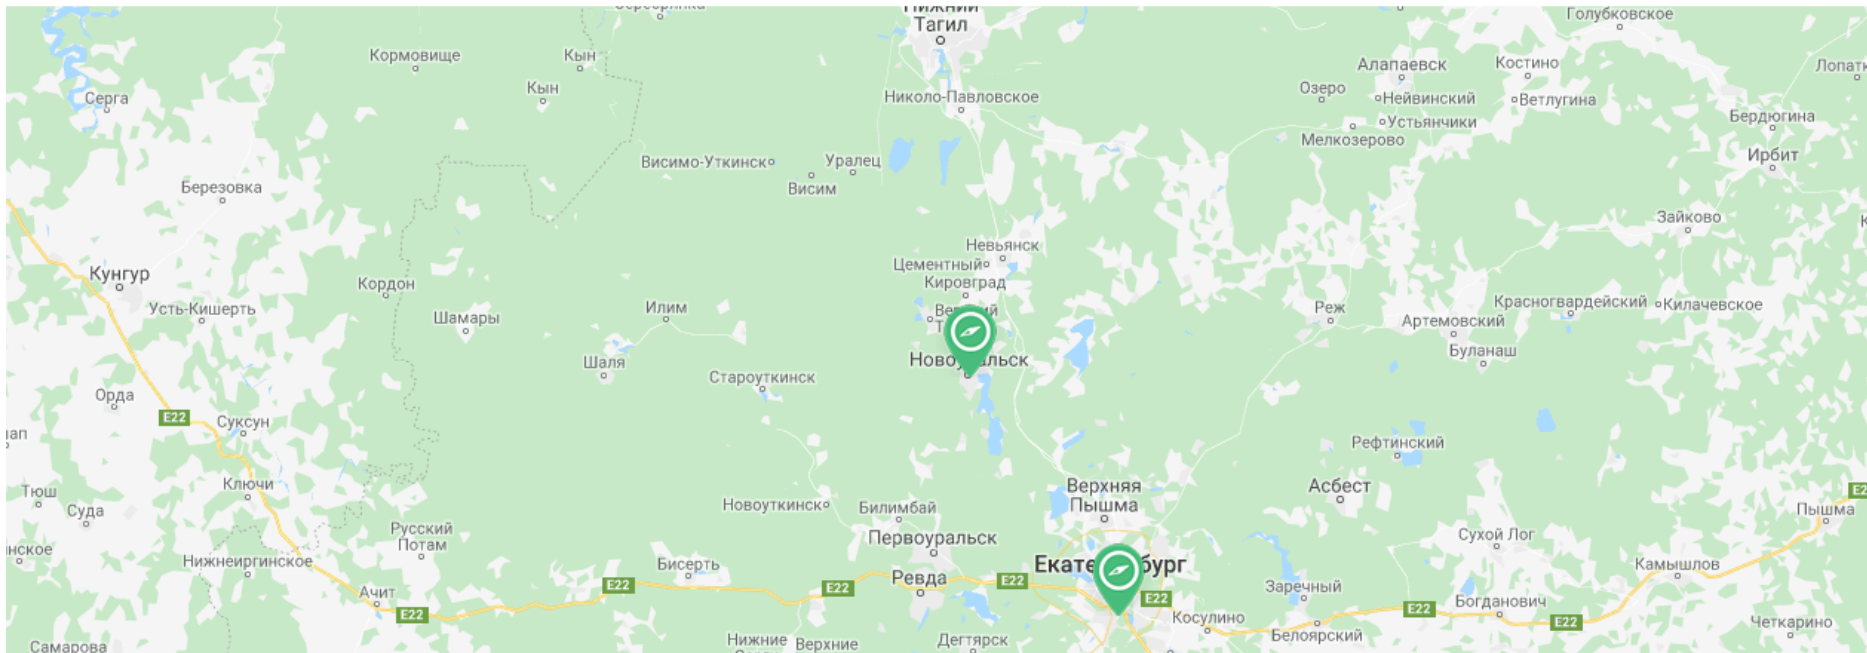 Нижний
Тагил
Серебрянка
Голубковское
Кормовище
Кын
Кын
Серга
Алапаевск
Костино
Озеро
Нейвинский
Ветлугина
Николо-Павловское
Устьянчики
Бердюгина
Мелкозерово
Ирбит
Висимо-Уткинск
Уралец
Висим
Березовка
Зайково
Невьянск
Цементный
Кунгур
Кировград
Кордон
Усть-Кишерть
Илим
Шамары
Реж
Красногвардейский
Килачевское
Артемовский
Буланаш
Новоуральск
Шаля
Староуткинск
Орда
E22
Суксун
Рефтинский
Ключи
Тюш
Суда
Верхняя
Пышма
Асбест
Новоуткинск
Билимбай
Пышма
Русский
Потам
Первоуральск
Сухой Лог
Нижнеиргинское
Бисерть
Екатеринбург
Камышлов
Ревда
E22
E22
E22
E22
Заречный
Ачит
E22
Косулино
E22
Богданович
E22
Белоярский
Четкарино
Самарова
Нижние
Верхние
Дегтярск